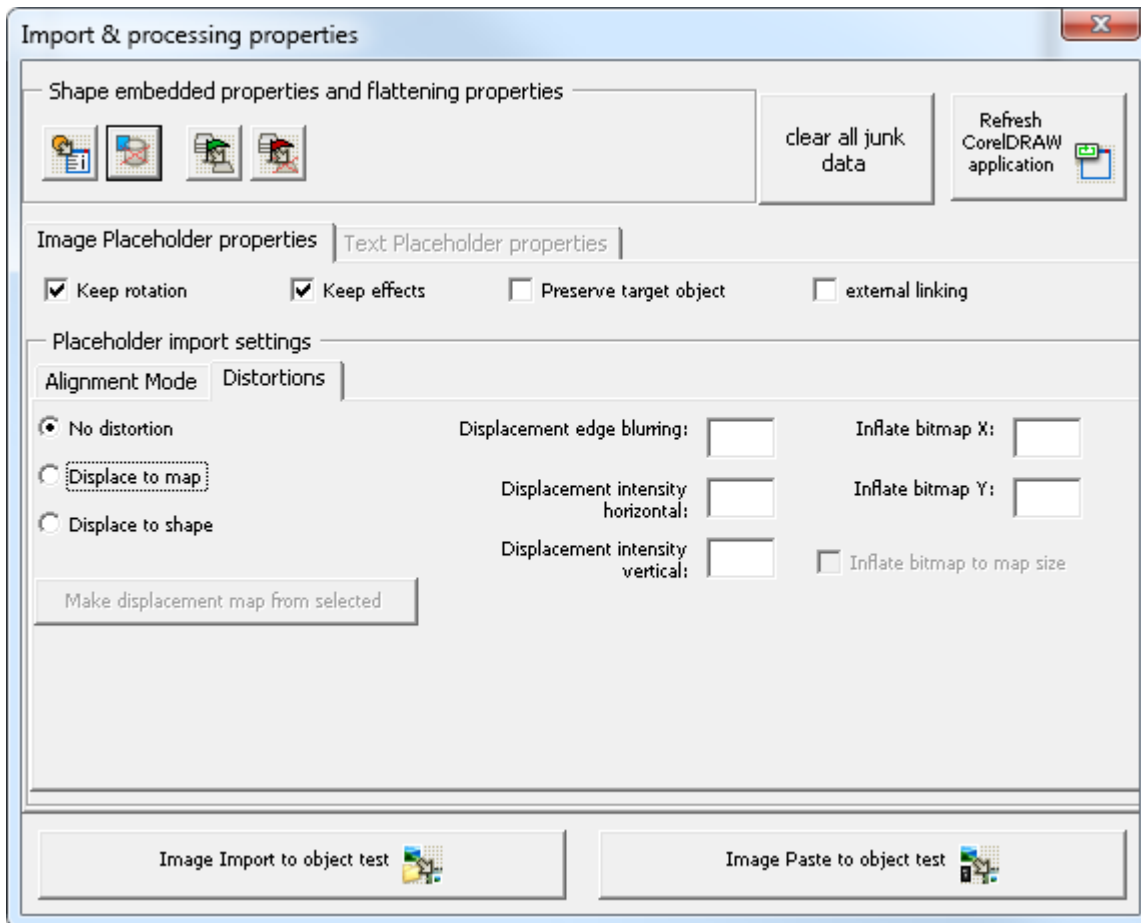 Import & processing properties
Shape embedded properties and flattening properties
clear all junk
data
Refresh
CorelDRAW
application
Image Placeholder properties
Text Placeholder properties
Keep rotation
Keep effects
Preserve target object
external linking
Placeholder import settings
Alignment Mode
Distortions
No distortion
Displace to map
Displace to shape
Make displacement map from selected
Displacement edge blurring:
Displacement intensity
horizontal:
Displacement intensity
vertical:
Inflate bitmap X:
Inflate bitmap Y:
Inflate bitmap to map size
Image Import to object test
Image Paste to object test